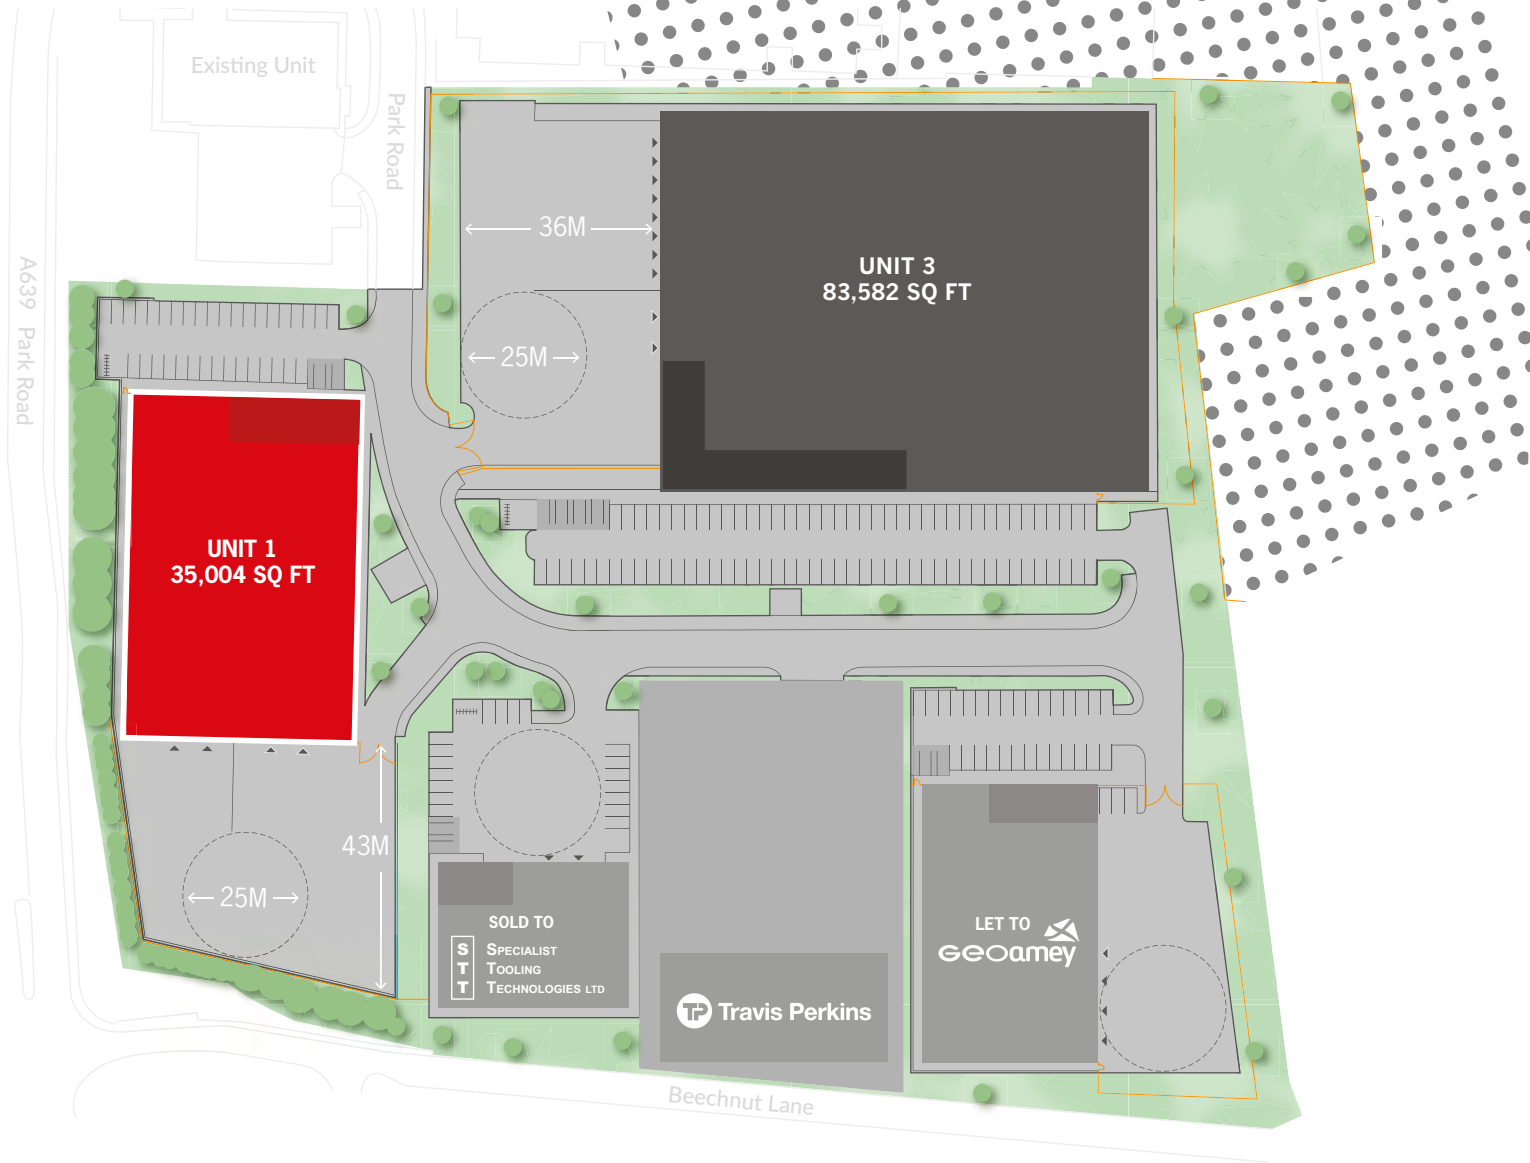 Existing Unit
Park Road
A639 Park Road
36M
UNIT 3
83,582 SQ FT
25M
UNIT 1
35,004 SQ FT
43M
25M
SOLD TO
S SPECIALIST
T TOOLING
T TECHNOLOGIES LTD
LET TO
GEOamey
TP Travis Perkins
Beechnut Lane